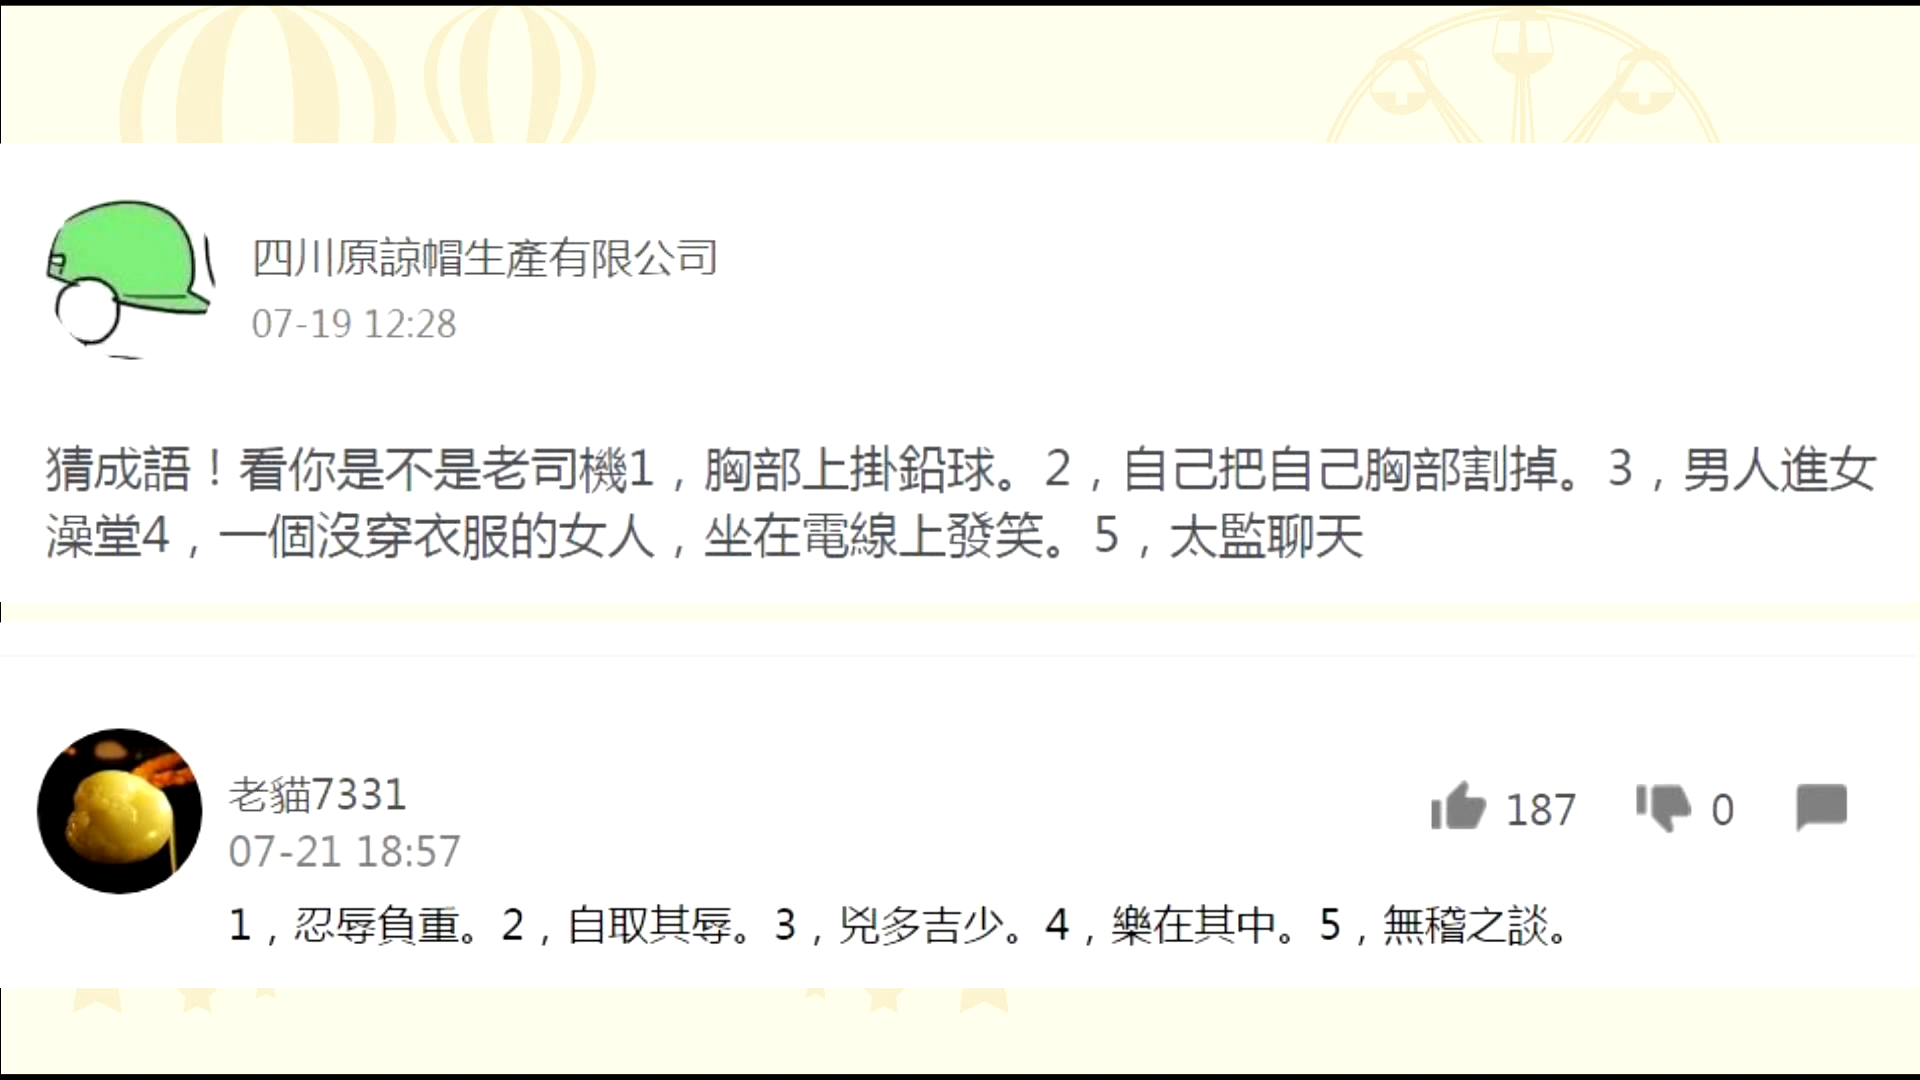 四川原諒帽生產有限公司
07-19 12:28
猜成語！看你是不是老司機1，胸部上掛鉛球。2，自己把自己胸部割掉。3，男人進女
澡堂4，一個沒穿衣服的女人，坐在電線上發笑。5，太監聊天
老貓7331
187 0
07-21 18:57
1，忍辱負重。2，自取其辱。3，兇多吉少。4，樂在其中。5，無稽之談。